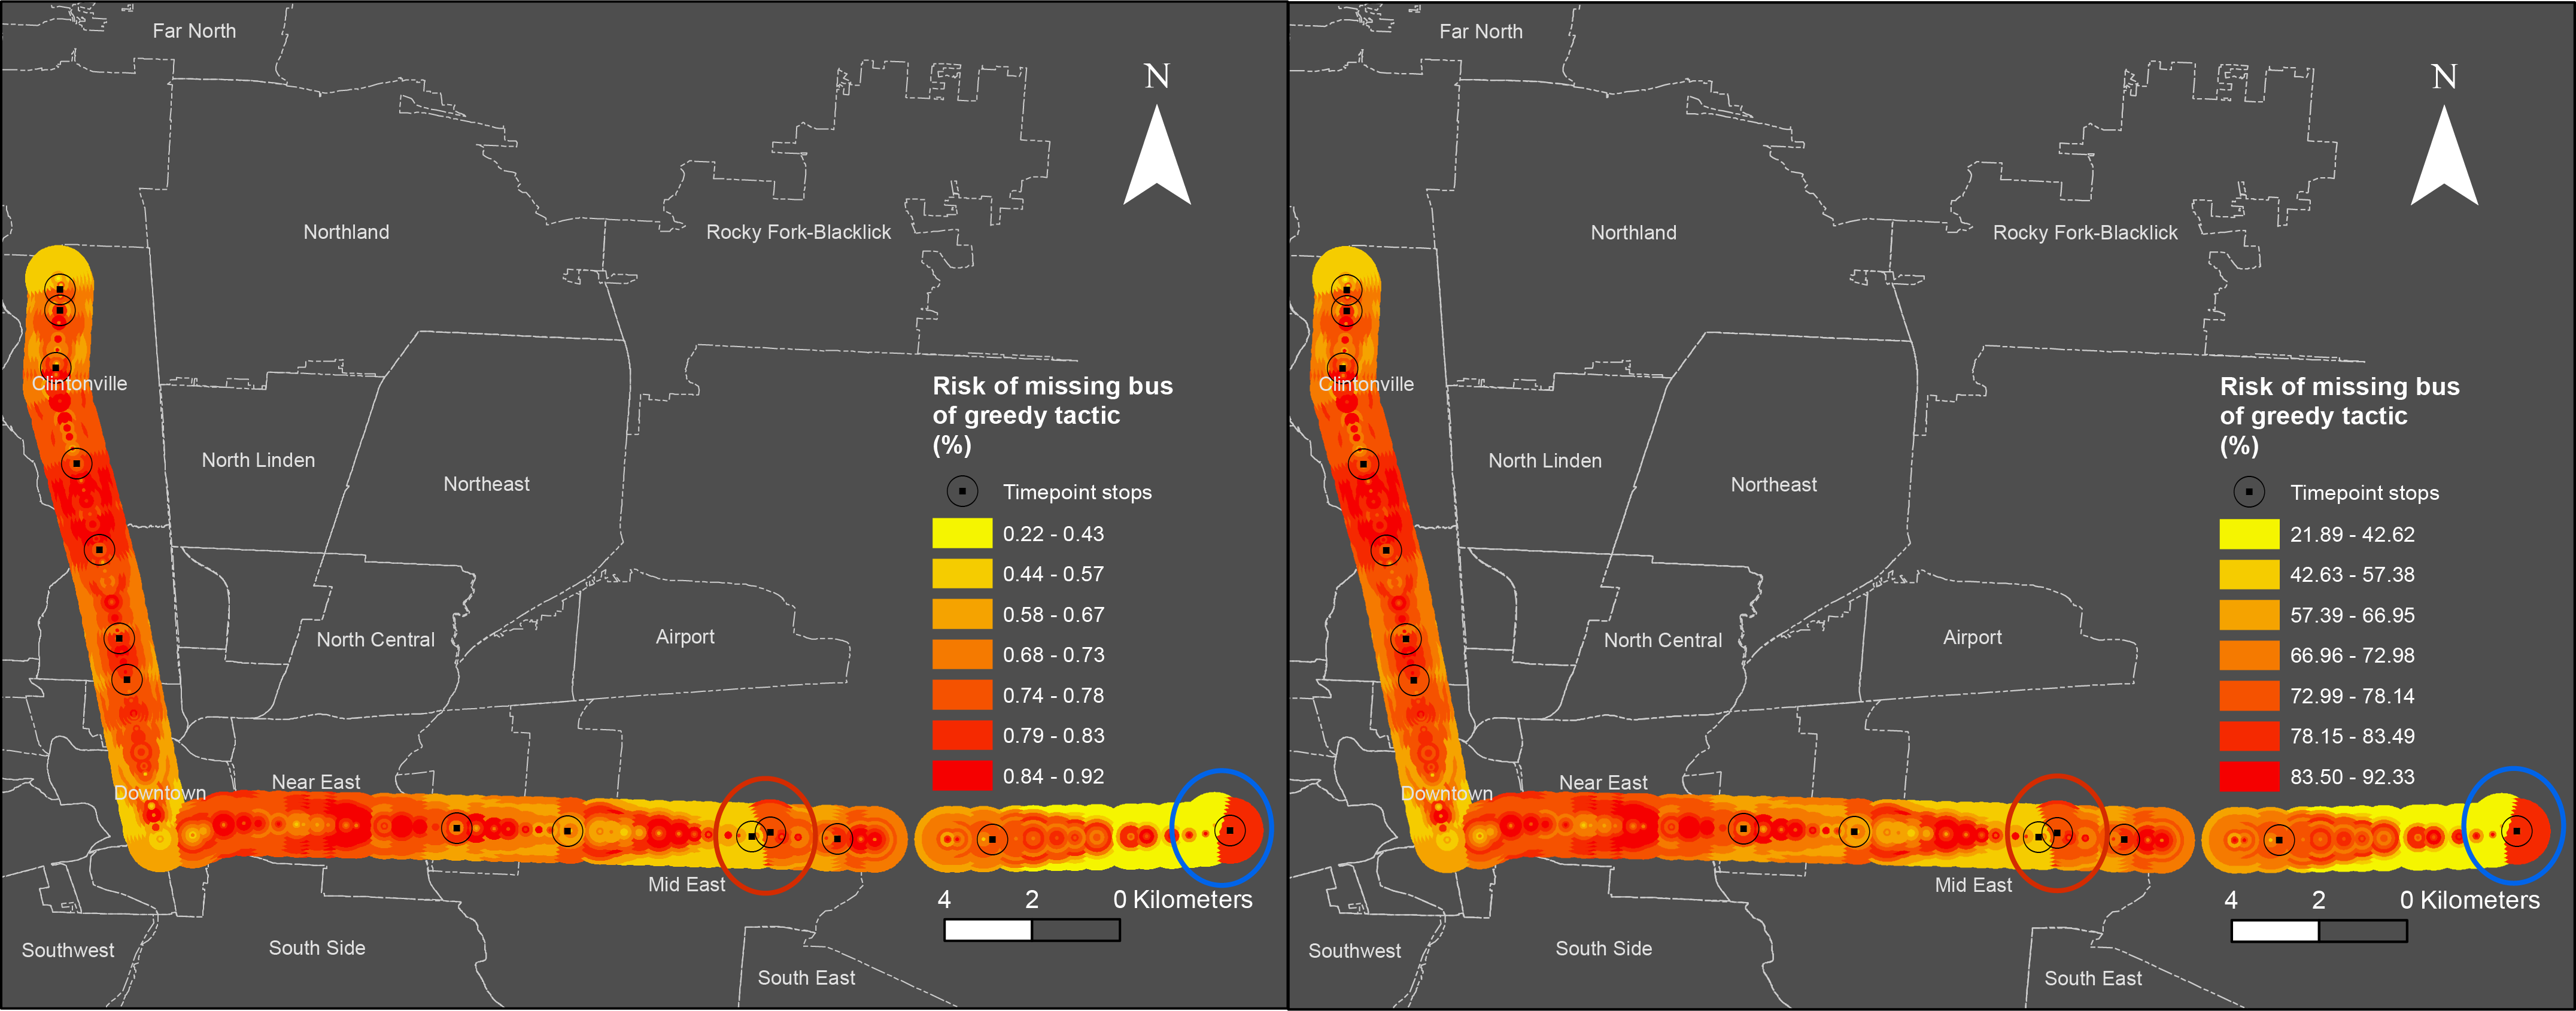 Far North
N
Northland
Rocky Fork-Blacklick
Clintonville
North Linden
Northeast
North Central
Airport
Near East
Downtown
Mid East
Southwest
South Side
South East
Risk of missing bus
of greedy tactic
(%)
Timepoint stops
0.22 - 0.43
0.44 - 0.57
0.58 - 0.67
0.68 - 0.73
0.74 - 0.78
0.79 - 0.83
0.84 - 0.92
4 2 0 Kilometers
Far North
N
Northland
Rocky Fork-Blacklick
Clintonville
North Linden
Northeast
North Central
Airport
Near East
Downtown
Mid East
Southwest
South Side
South East
Risk of missing bus
of greedy tactic
(%)
Timepoint stops
21.89 - 42.62
42.63 - 57.38
57.39 - 66.95
66.96 - 72.98
72.99 - 78.14
78.15 - 83.49
83.50 - 92.33
4 2 0 Kilometers